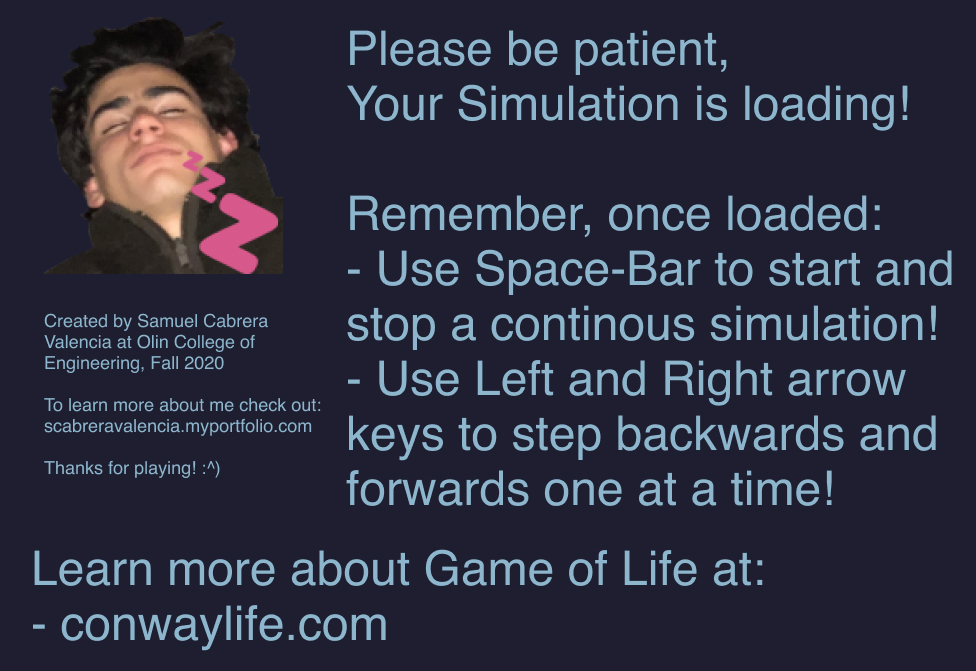 Please be patient,
Your Simulation is loading!
Remember, once loaded:
- Use Space-Bar to start and
stop a continous simulation!
- Use Left and Right arrow
keys to step backwards and
forwards one at a time!
z
z
Z
Created by Samuel Cabrera
Valencia at Olin College of
Engineering, Fall 2020
To learn more about me check out:
scabreravalencia.myportfolio.com
Thanks for playing! :^)
Learn more about Game of Life at:
- conwaylife.com